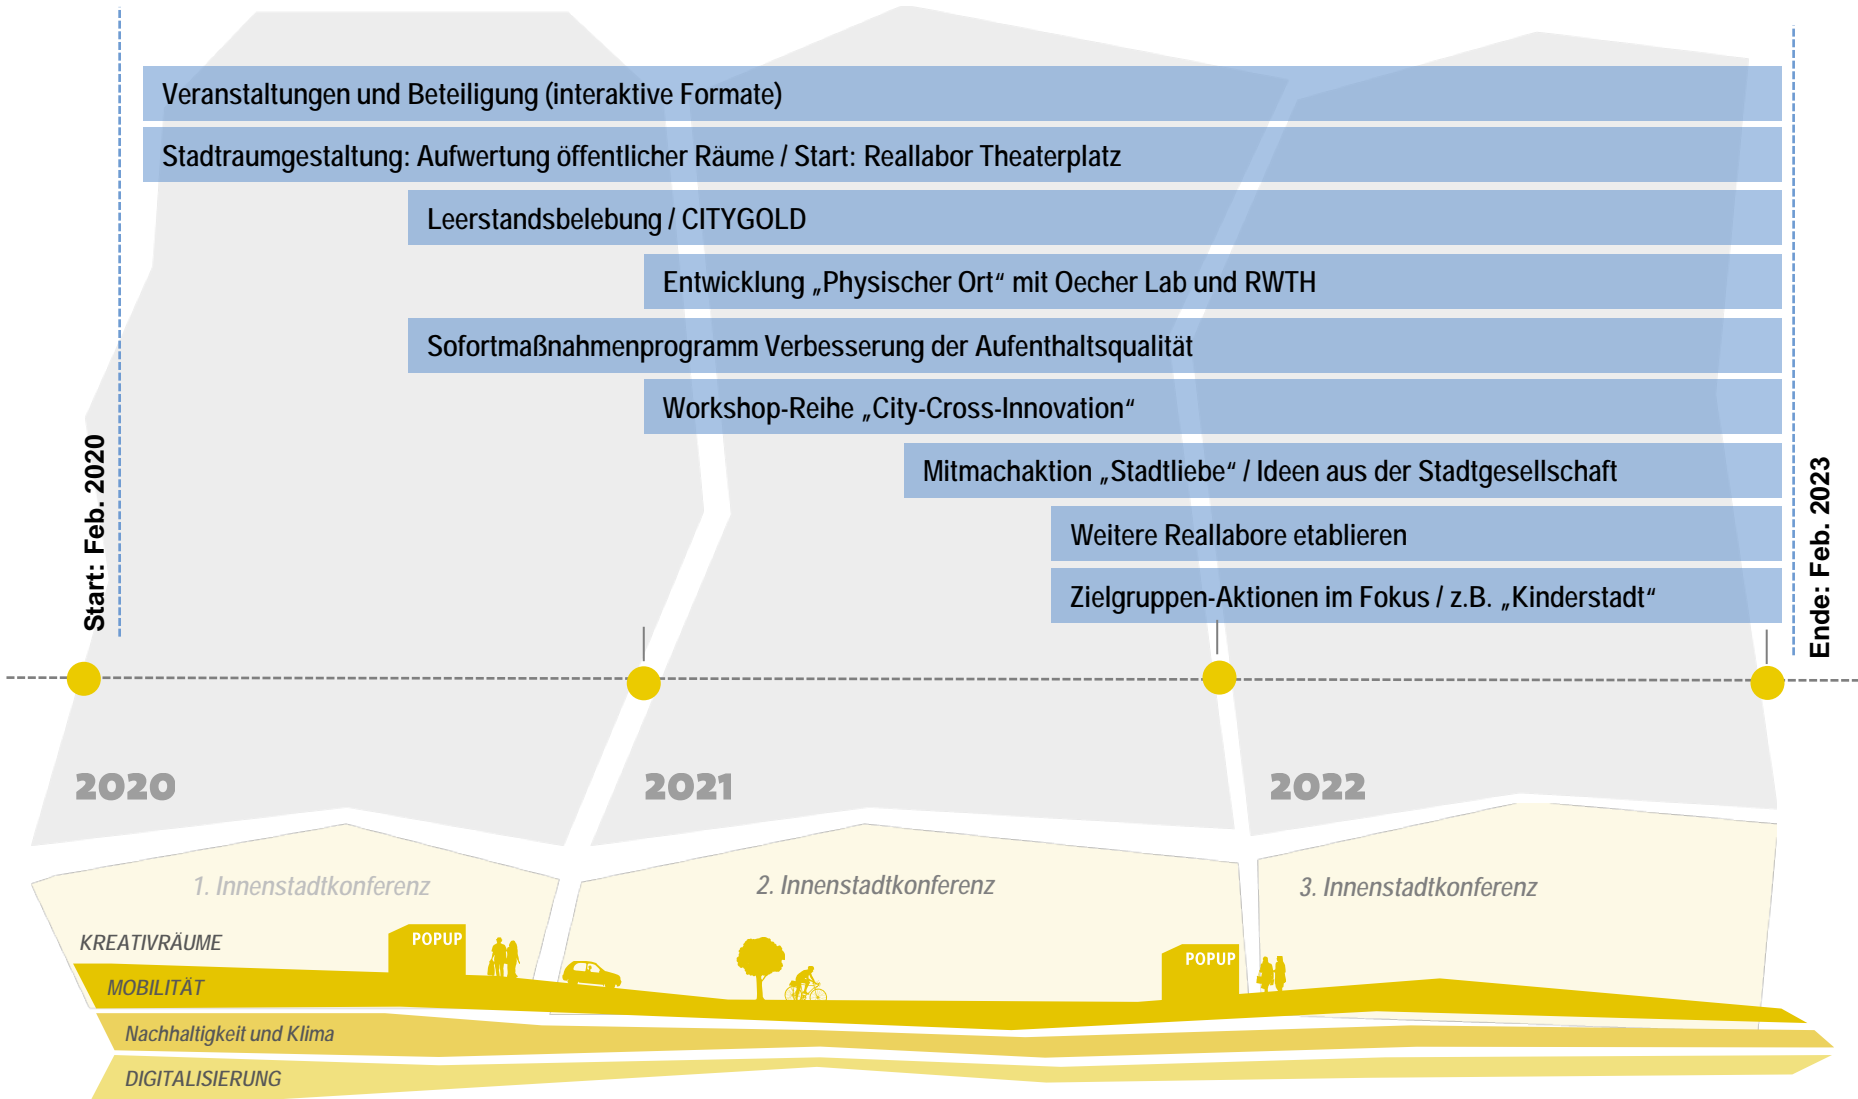 Veranstaltungen und Beteiligung (interaktive Formate)
Stadtraumgestaltung: Aufwertung öffentlicher Räume / Start: Reallabor Theaterplatz
Leerstandsbelebung / CITYGOLD
Entwicklung „Physischer Ort“ mit Oecher Lab und RWTH
Sofortmaßnahmenprogramm Verbesserung der Aufenthaltsqualität
Workshop-Reihe „City-Cross-Innovation“
Mitmachaktion „Stadtliebe“ / Ideen aus der Stadtgesellschaft
Weitere Reallabore etablieren
Zielgruppen-Aktionen im Fokus / z.B. „Kinderstadt“
Start: Feb. 2020
Ende: Feb. 2023
2020
2021
2022
1. Innenstadtkonferenz
2. Innenstadtkonferenz
3. Innenstadtkonferenz
KREATIVRÄUME
POPUP
POPUP
MOBILITÄT
Nachhaltigkeit und Klima
DIGITALISIERUNG